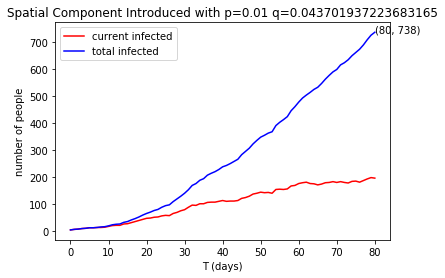 Spatial Component Introduced with p=0.01 q=0.043701937223683165
current infected
total infected
(80, 738)
number of people
700
600
500
400
300
200
100
0
0 10 20 30 40 50 60 70 80
T (days)